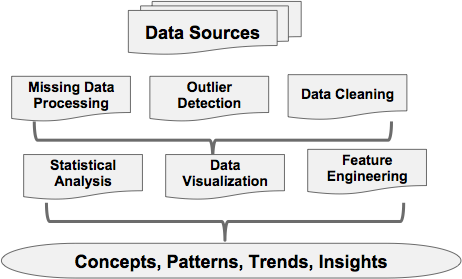 Data Sources
Missing Data
Processing
Outlier
Detection
Data Cleaning
Statistical
Analysis
Data
Visualization
Feature
Engineering
Concepts, Patterns, Trends, Insights